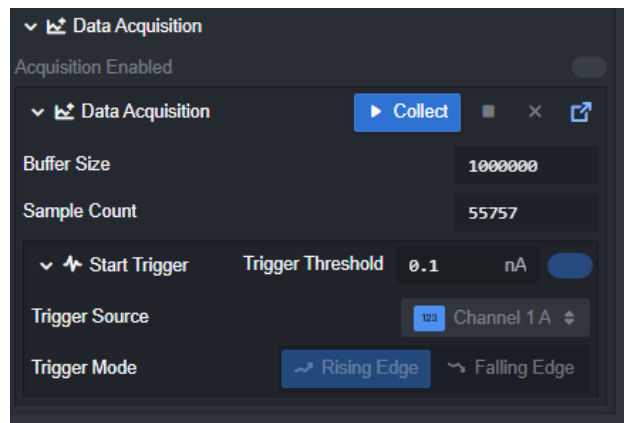 Data Acquisition
Acquisition Enabled
Data Acquisition Collect
Buffer Size 1000000
Sample Count 55757
Start Trigger Trigger Threshold 0.1 nA
Trigger Source 123 Channel 1 A
Trigger Mode Rising Edge Falling Edge